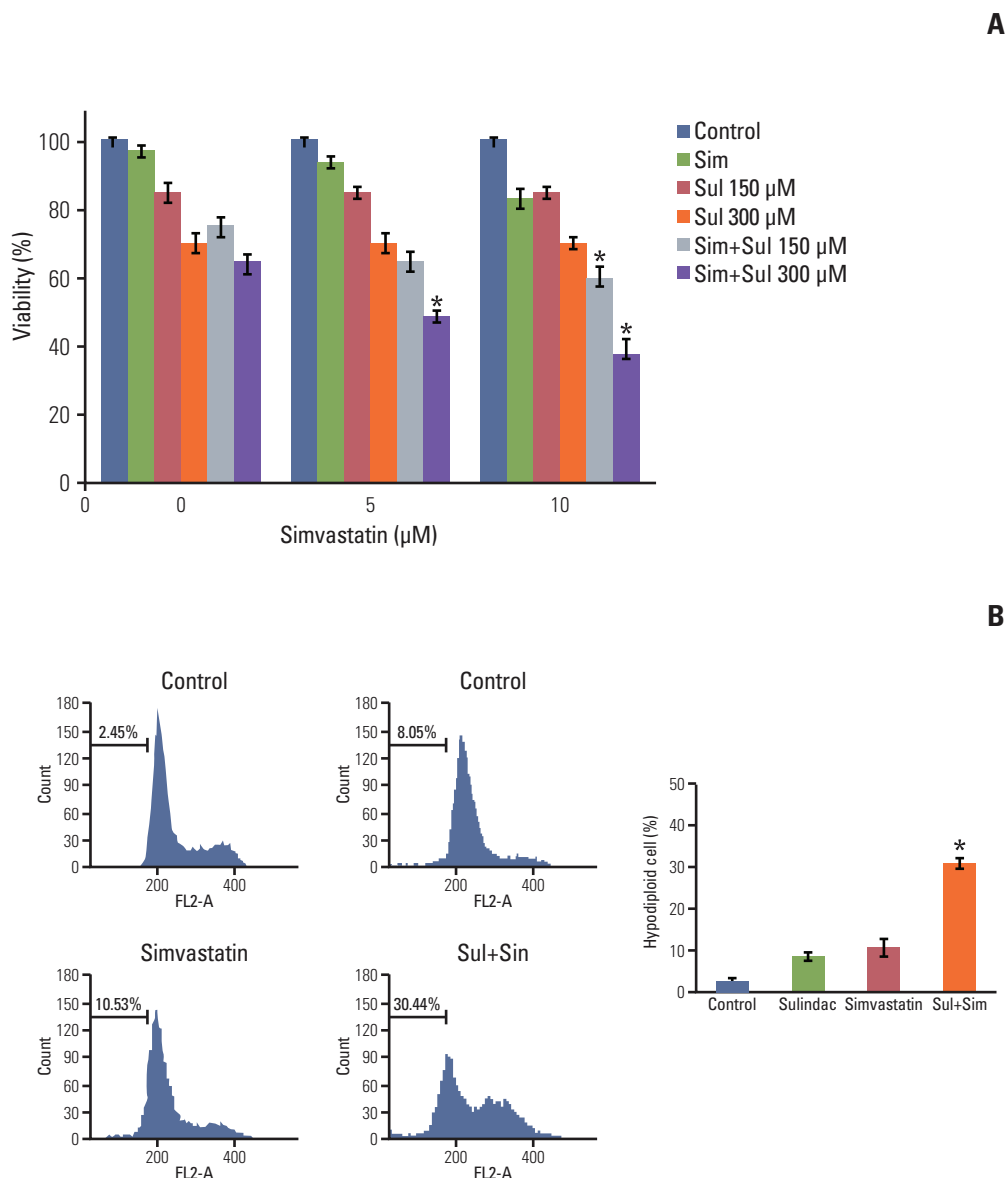 A
Viability (%)
100
80
60
40
20
0
0
0
5
10
Simvastatin (µM)
*
*
*
Control
Sim
Sul 150 µM
Sul 300 µM
Sim+Sul 150 µM
Sim+Sul 300 µM
B
Control
Count
180
150
120
90
60
30
0
2.45%
200
400
FL2-A
Control
Count
180
150
120
90
60
30
0
8.05%
200
400
FL2-A
Simvastatin
Count
180
150
120
90
60
30
0
10.53%
200
400
FL2-A
Sul+Sin
Count
180
150
120
90
60
30
0
30.44%
200
400
FL2-A
Hypodiploid cell (%)
50
40
30
20
10
0
*
Control
Sulindac
Simvastatin
Sul+Sim